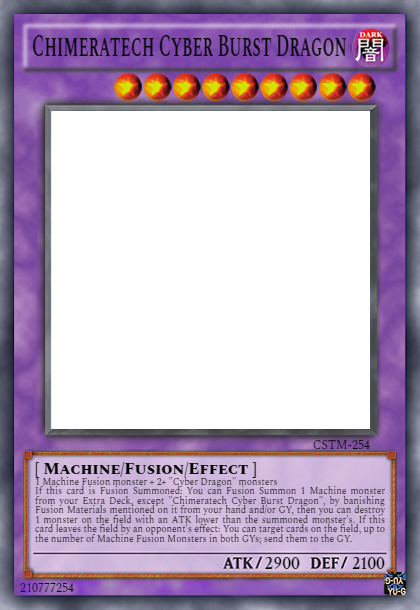 Chimeratech Cyber Burst Dragon
DARK
闇
CSTM-254
[ Machine/Fusion/Effect ]
1 Machine Fusion monster + 2+ "Cyber Dragon" monsters
If this card is Fusion Summoned: You can Fusion Summon 1 Machine monster
from your Extra Deck, except "Chimeratech Cyber Burst Dragon", by banishing
Fusion Materials mentioned on it from your hand and/or GY, then you can destroy
1 monster on the field with an ATK lower than the summoned monster's. If this
card leaves the field by an opponent's effect: You can target cards on the field, up
to the number of Machine Fusion Monsters in both GYs; send them to the GY.
ATK/2900 DEF/2100
210777254